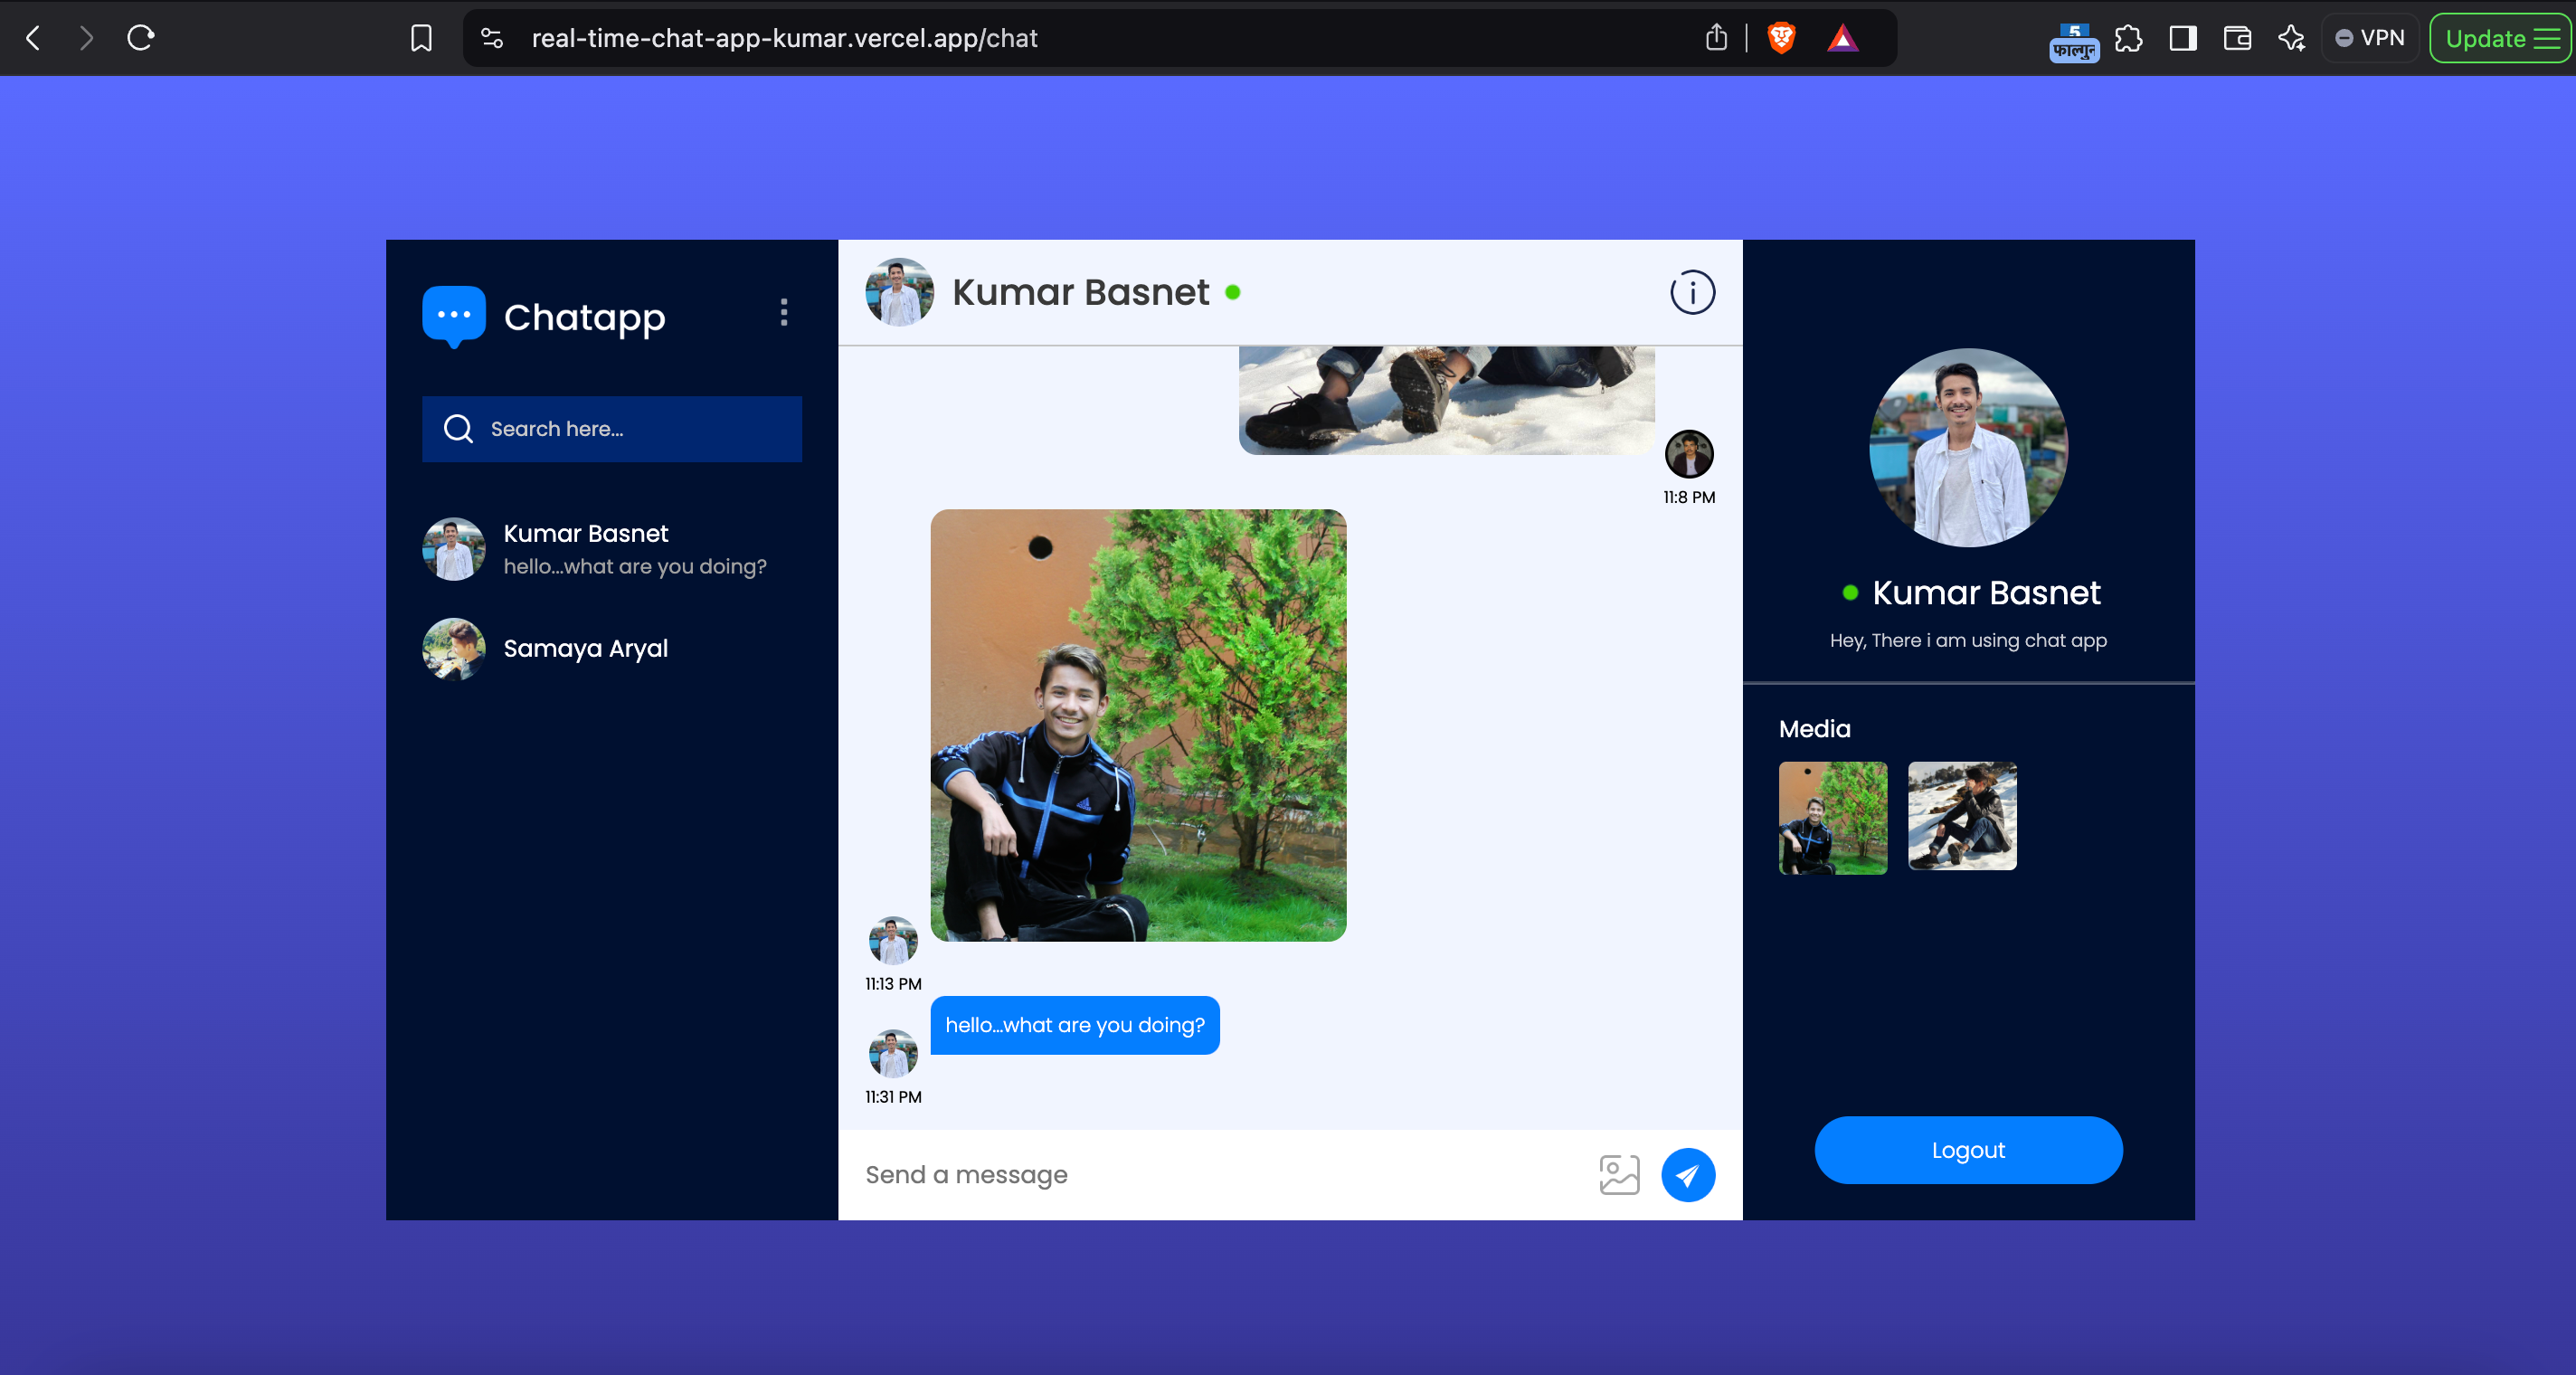 real-time-chat-app-kumar.vercel.app/chat
5
फाल्गुन
VPN
Update
Chatapp
Search here...
Kumar Basnet
hello...what are you doing?
Samaya Aryal
Kumar Basnet
11:8 PM
11:13 PM
hello...what are you doing?
11:31 PM
Send a message
Kumar Basnet
Hey, There i am using chat app
Media
Logout